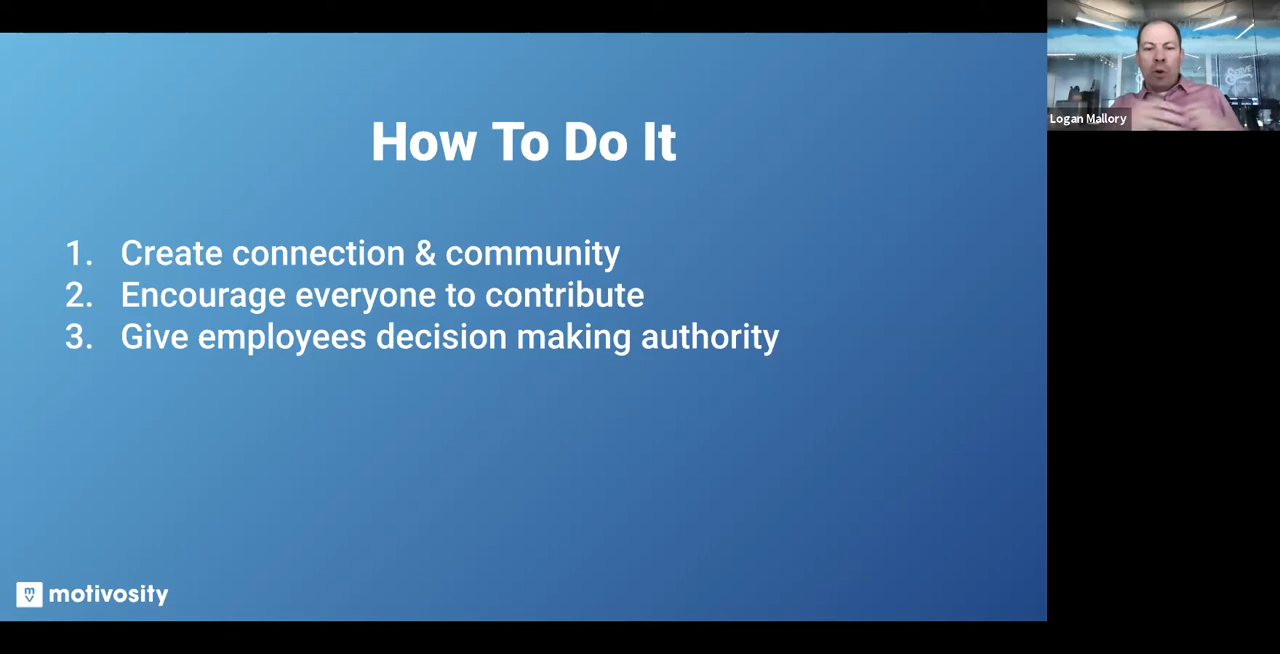 How To Do It
1. Create connection & community
2. Encourage everyone to contribute
3. Give employees decision making authority
mv motivosity
Logan Mallory